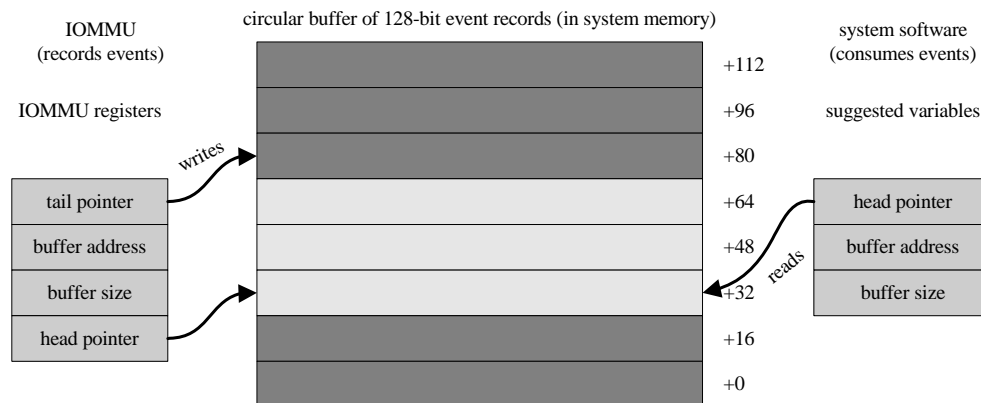 circular buffer of 128-bit event records (in system memory)
IOMMU
(records events)
IOMMU registers
tail pointer
buffer address
buffer size
head pointer
writes
+112
+96
+80
+64
+48
+32
+16
+0
reads
system software
(consumes events)
suggested variables
head pointer
buffer address
buffer size